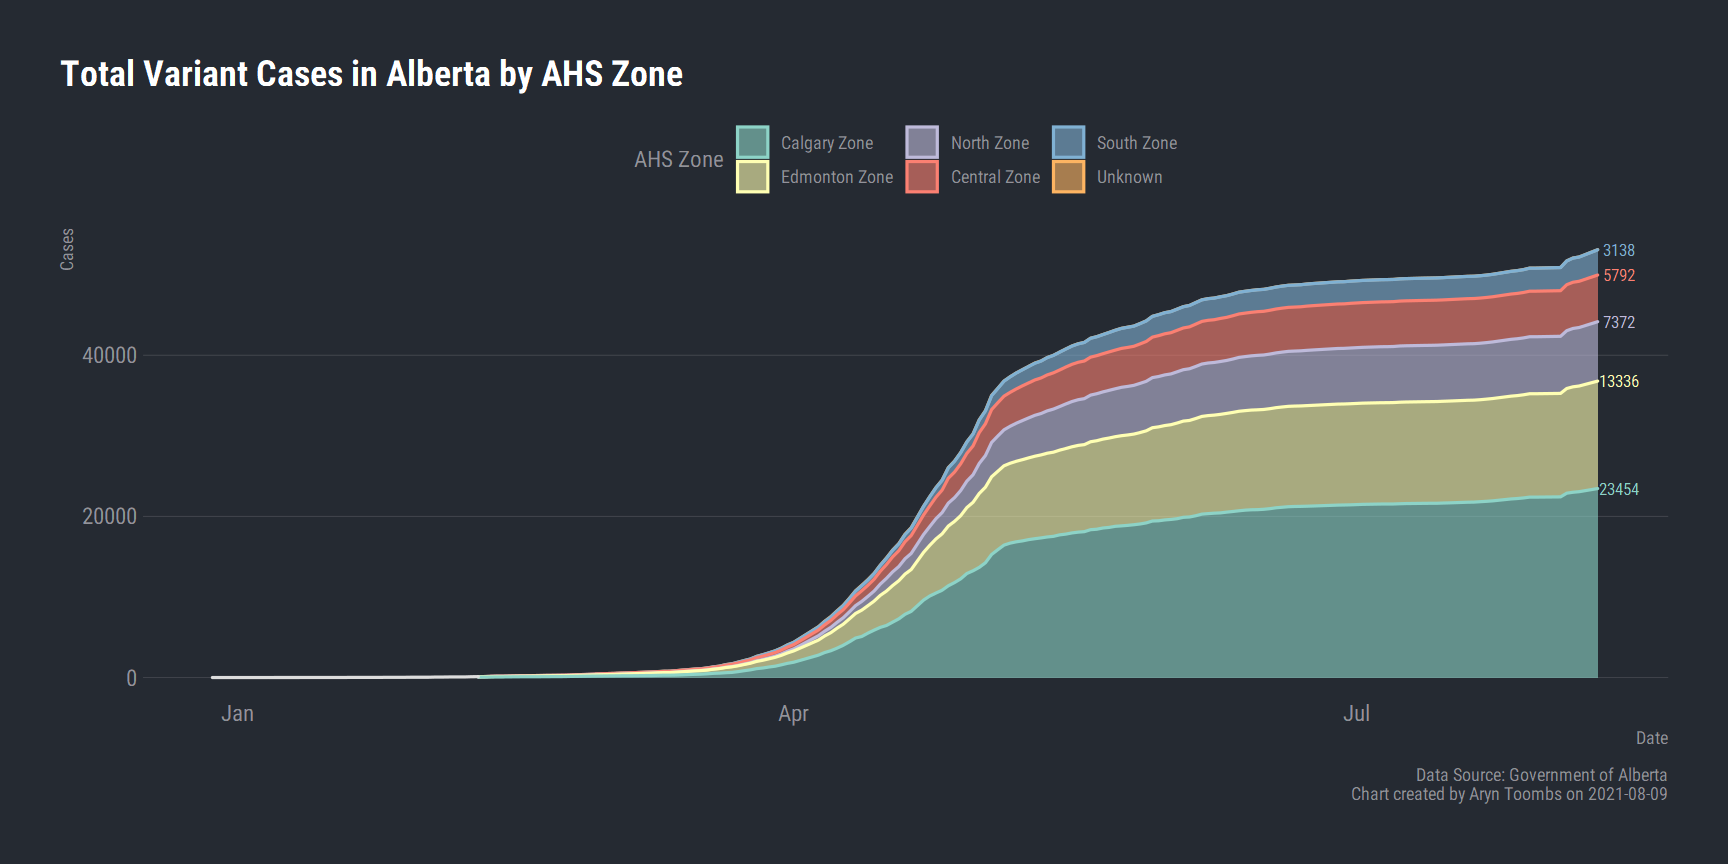 Total Variant Cases in Alberta by AHS Zone
AHS Zone
Calgary Zone
North Zone
South Zone
Edmonton Zone
Central Zone
Unknown
Cases
3138
5792
7372
13336
23454
40000
20000
0
Jan
Apr
Jul
Date
Data Source: Government of Alberta
Chart created by Aryn Toombs on 2021-08-09